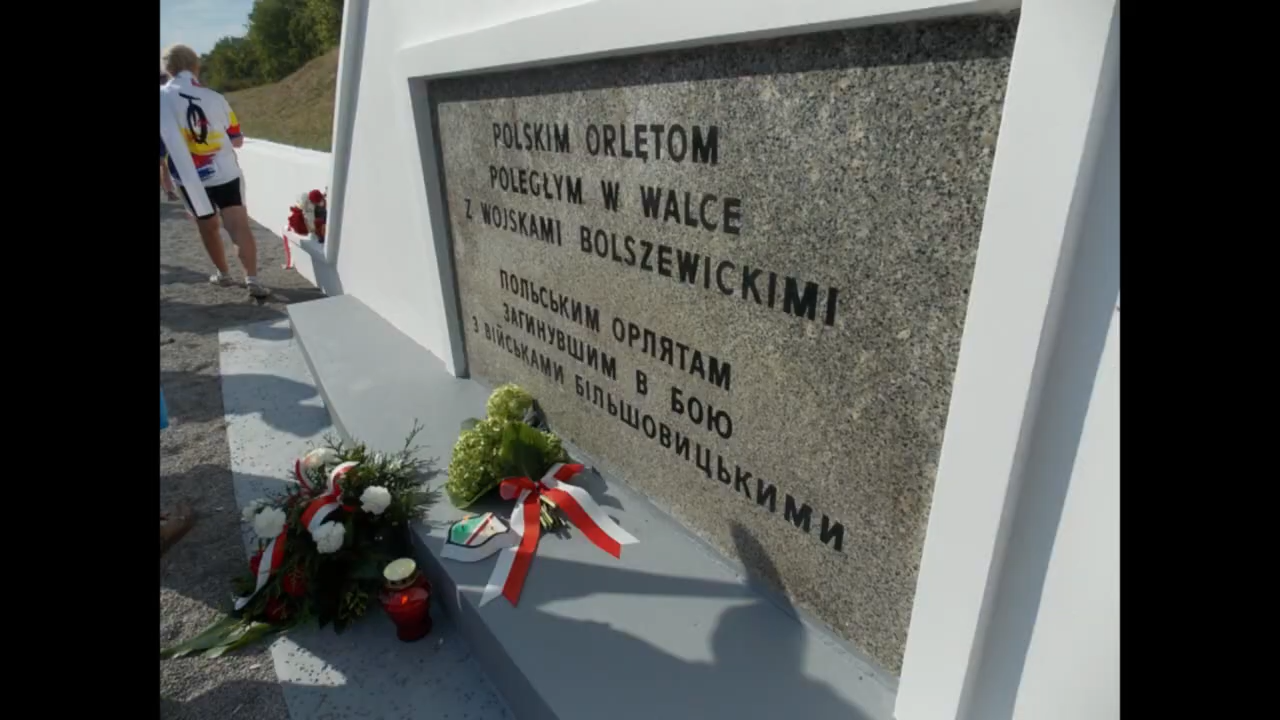 POLSKIM ORLĘTOM
POLEGŁYM W WALCE
Z WOJSKAMI BOLSZEWICKIMI
ПОЛЬСЬКИМ ОРЛЯТАМ
ЗАГИНУВШИМ В БОЮ
З ВІЙСЬКАМИ БІЛЬШОВИЦЬКИМИ